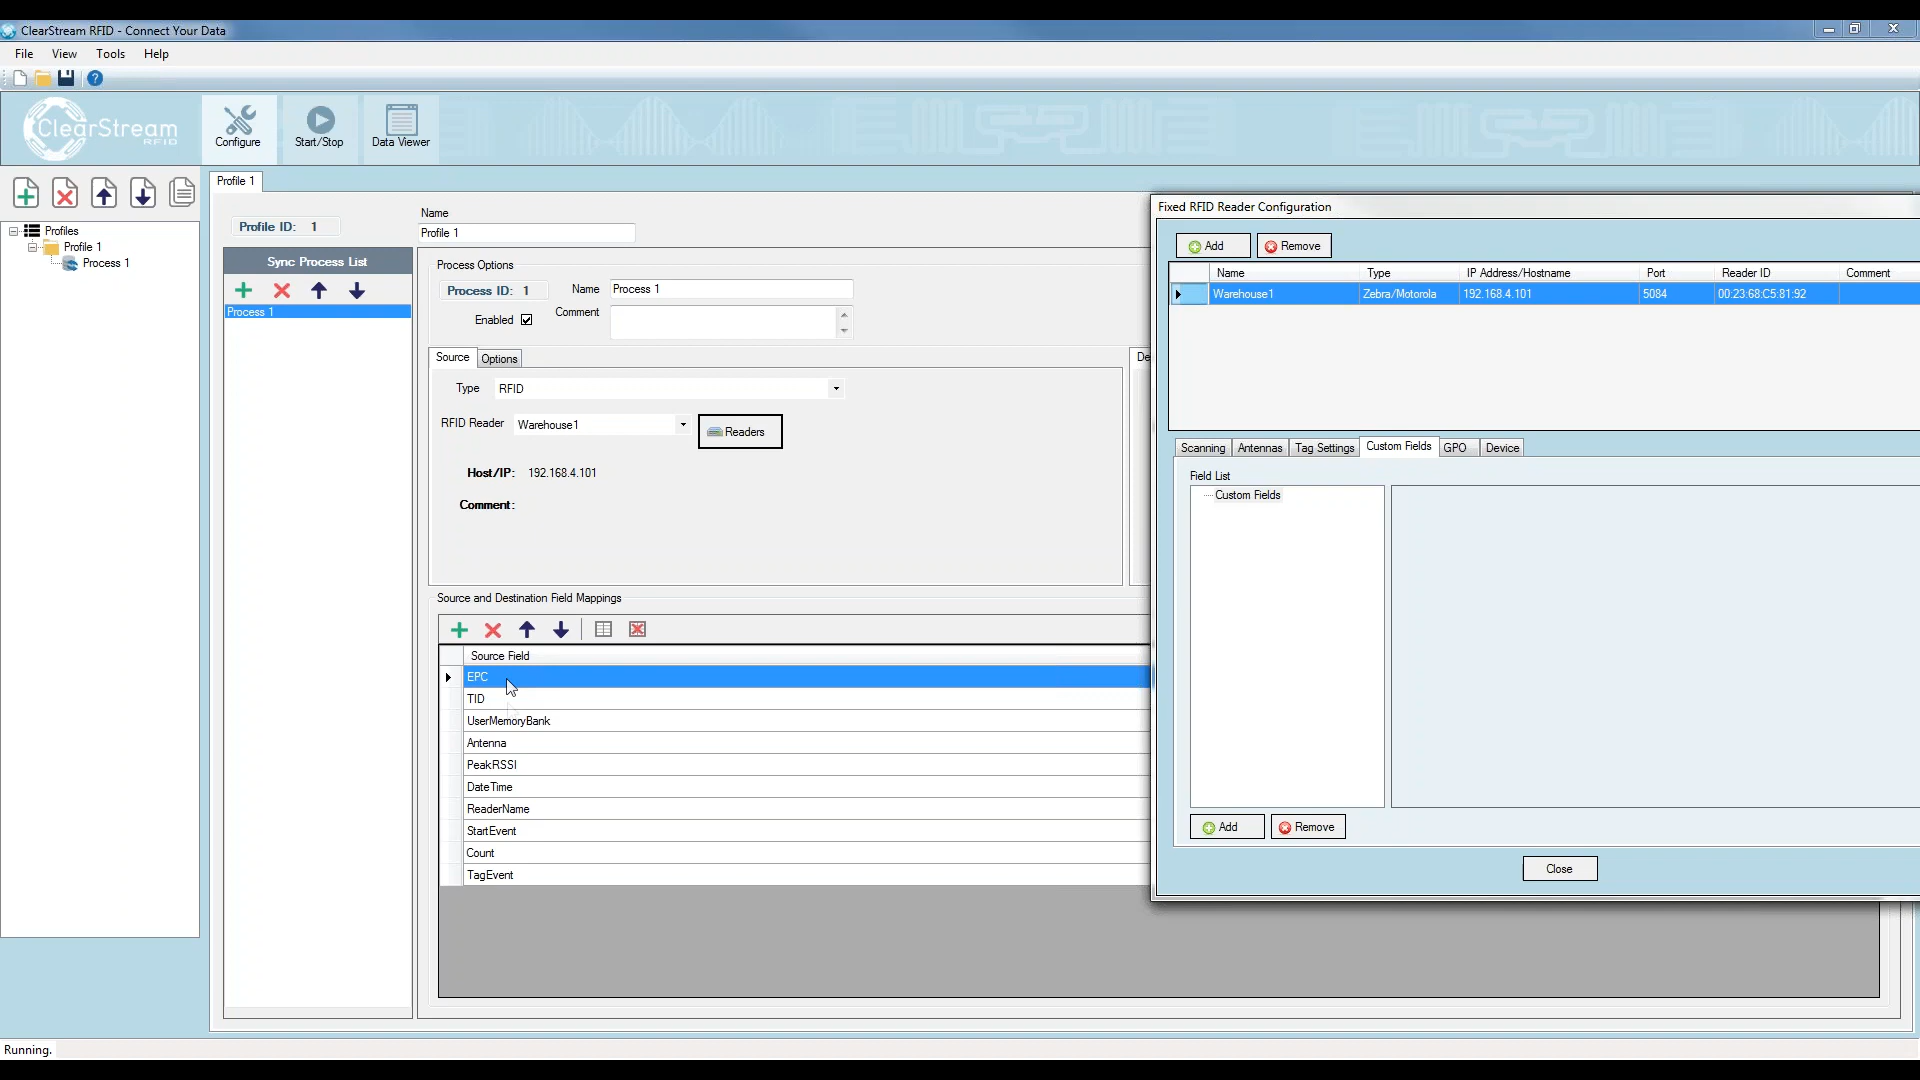 ClearStream RFID - Connect Your Data
File View Tools Help
ClearStream
RFID
Configure
Start/Stop
Data Viewer
Profiles
Profile 1
Process 1
Profile 1
Profile ID: 1
Name
Profile 1
Sync Process List
Process 1
Process Options
Process ID: 1
Name Process 1
Enabled
Comment
Source Options
Type RFID
RFID Reader Warehouse1 Readers
Host/IP: 192.168.4.101
Comment:
De
Source and Destination Field Mappings
Source Field
EPC
TID
UserMemoryBank
Antenna
PeakRSSI
DateTime
ReaderName
StartEvent
Count
TagEvent
Fixed RFID Reader Configuration
Add Remove
Name Type IP Address/Hostname Port Reader ID Comment
Warehouse1 Zebra/Motorola 192.168.4.101 5084 00:23:68:C5:81:92
Scanning Antennas Tag Settings Custom Fields GPO Device
Field List
Custom Fields
Add Remove
Close
Running.